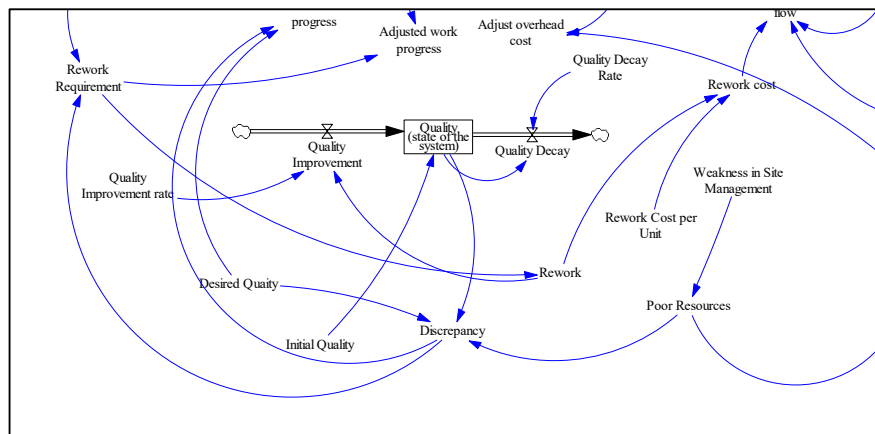 progress
Adjusted work
progress
Adjust overhead
cost
flow
Rework
Requirement
Quality Decay
Rate
Rework cost
Quality
(state of the
system)
Quality
Improvement
Quality Decay
Quality
Improvement rate
Weakness in Site
Management
Rework Cost per
Unit
Rework
Desired Quaity
Poor Resources
Initial Quality
Discrepancy